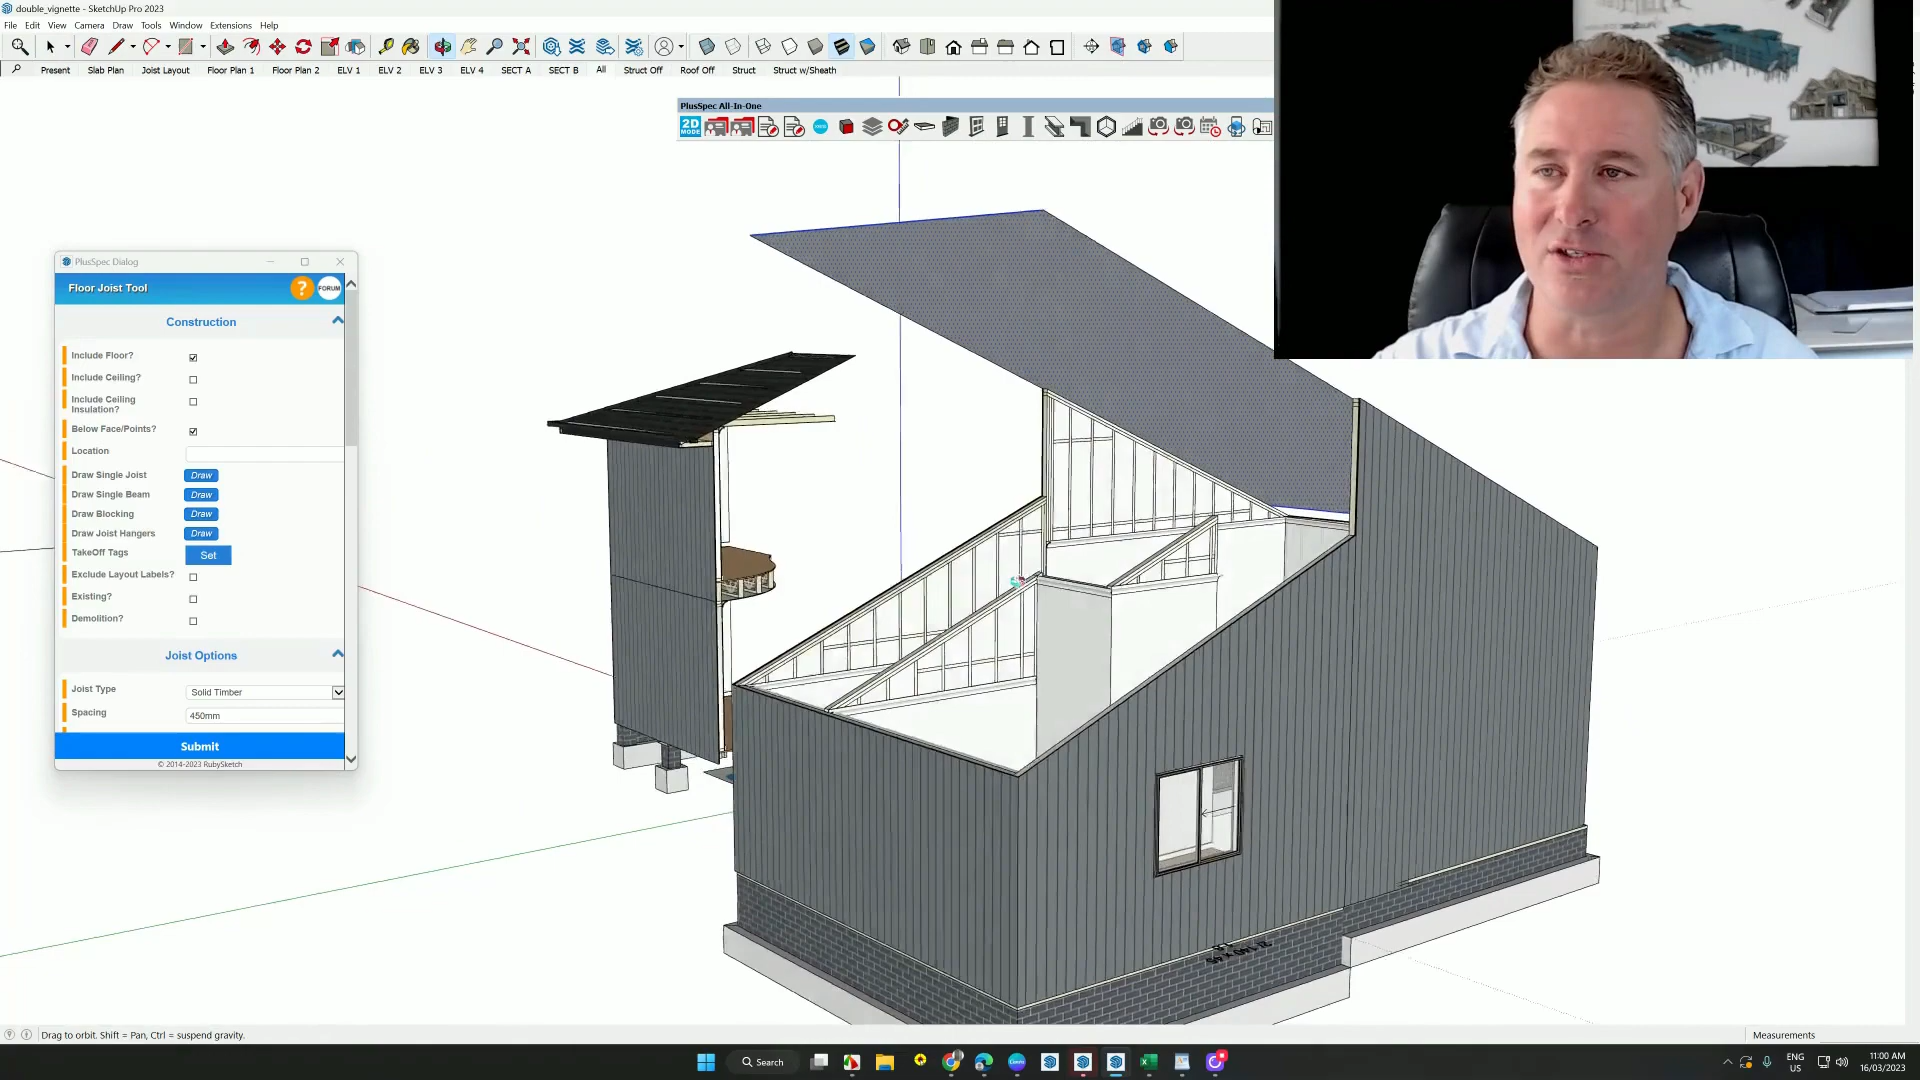 double_vignette - SketchUp Pro 2023
File Edit View Camera Draw Tools Window Extensions Help
Present Slab Plan Joist Layout Floor Plan 1 Floor Plan 2 ELV 1 ELV 2 ELV 3 ELV 4 SECT A SECT B All Struct Off Roof Off Struct Struct w/Sheath
PlusSpec All-In-One
2D
MODE
PlusSpec Dialog
Floor Joist Tool ? FORUM
Construction
Include Floor?
Include Ceiling?
Include Ceiling
Insulation?
Below Face/Points?
Location
Draw Single Joist Draw
Draw Single Beam Draw
Draw Blocking Draw
Draw Joist Hangers Draw
TakeOff Tags Set
Exclude Layout Labels?
Existing?
Demolition?
Joist Options
Joist Type Solid Timber
Spacing 450mm
Submit
© 2014-2023 RubySketch
Drag to orbit. Shift = Pan, Ctrl = suspend gravity.
Measurements
Search
ENG
US
11:00 AM
16/03/2023